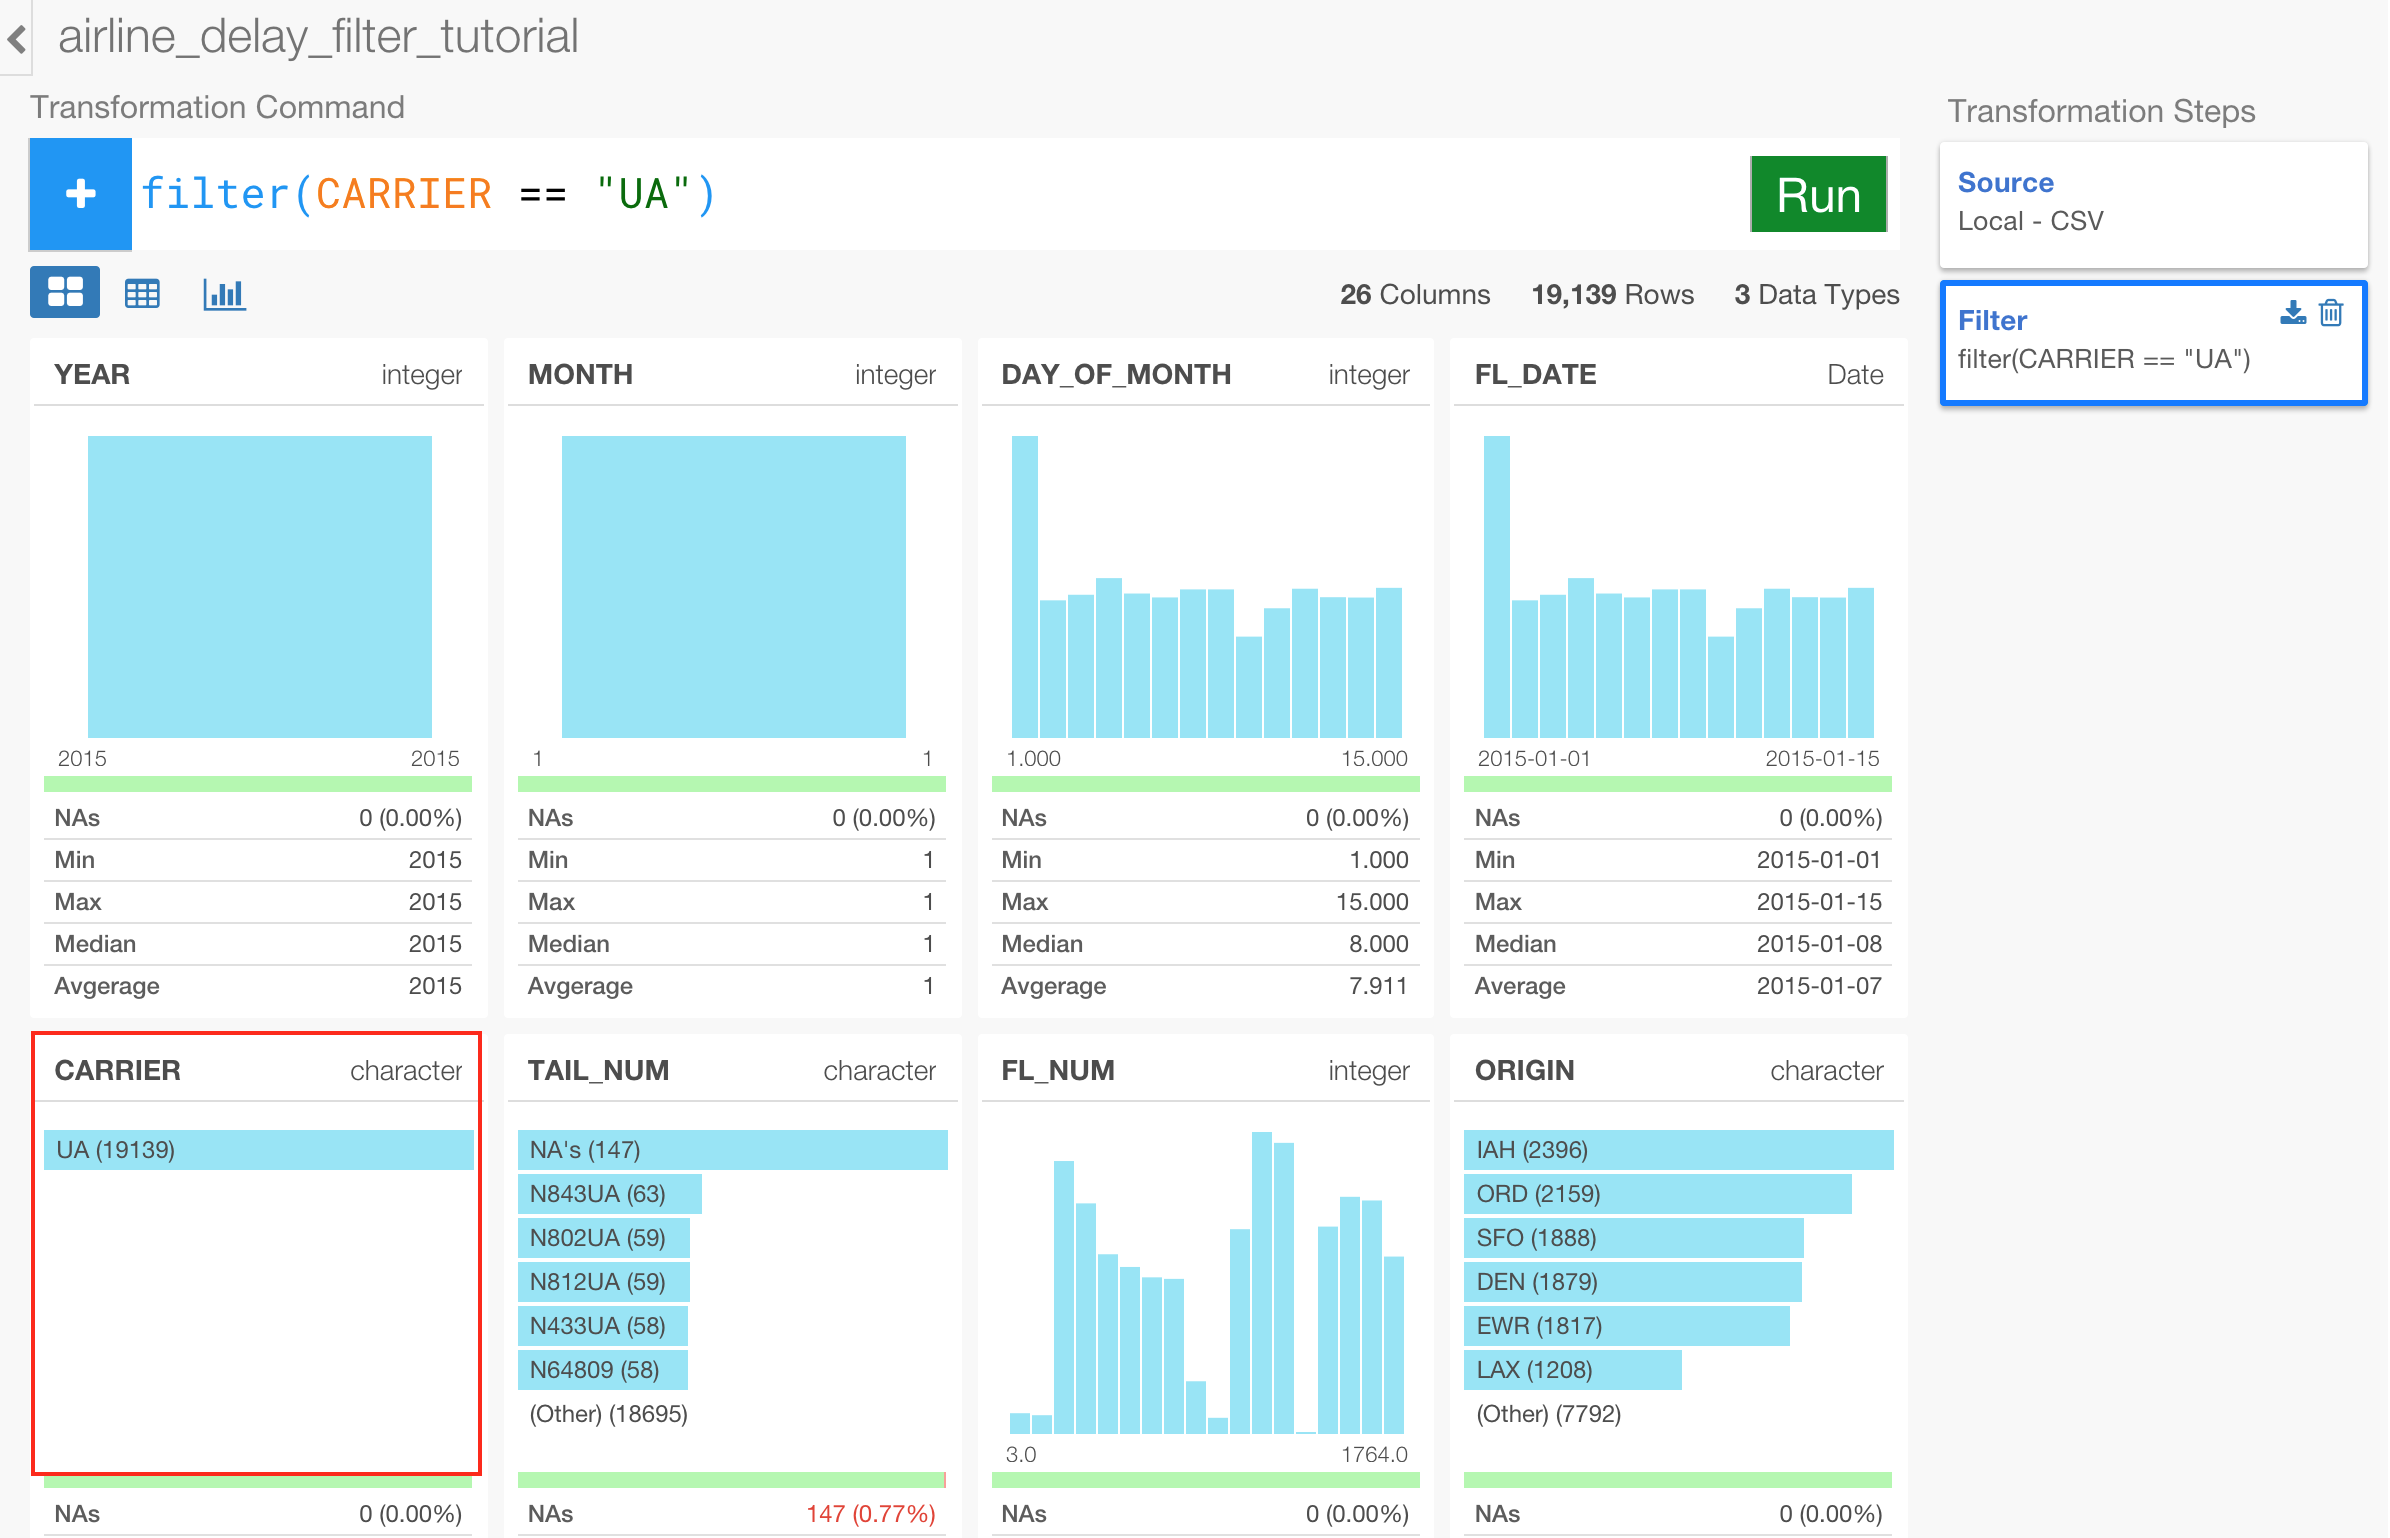 airline_delay_filter_tutorial
Transformation Command
filter(CARRIER == "UA")
Run
26 Columns 19,139 Rows 3 Data Types
Transformation Steps
Source
Local - CSV
Filter
filter(CARRIER == "UA")
YEAR integer
2015 2015
NAs 0 (0.00%)
Min 2015
Max 2015
Median 2015
Avgerage 2015
MONTH integer
1 1
NAs 0 (0.00%)
Min 1
Max 1
Median 1
Avgerage 1
DAY_OF_MONTH integer
1.000 15.000
NAs 0 (0.00%)
Min 1.000
Max 15.000
Median 8.000
Avgerage 7.911
FL_DATE Date
2015-01-01 2015-01-15
NAs 0 (0.00%)
Min 2015-01-01
Max 2015-01-15
Median 2015-01-08
Average 2015-01-07
CARRIER character
UA (19139)
NAs 0 (0.00%)
TAIL_NUM character
NA's (147)
N843UA (63)
N802UA (59)
N812UA (59)
N433UA (58)
N64809 (58)
(Other) (18695)
NAs 147 (0.77%)
FL_NUM integer
3.0 1764.0
NAs 0 (0.00%)
ORIGIN character
IAH (2396)
ORD (2159)
SFO (1888)
DEN (1879)
EWR (1817)
LAX (1208)
(Other) (7792)
NAs 0 (0.00%)